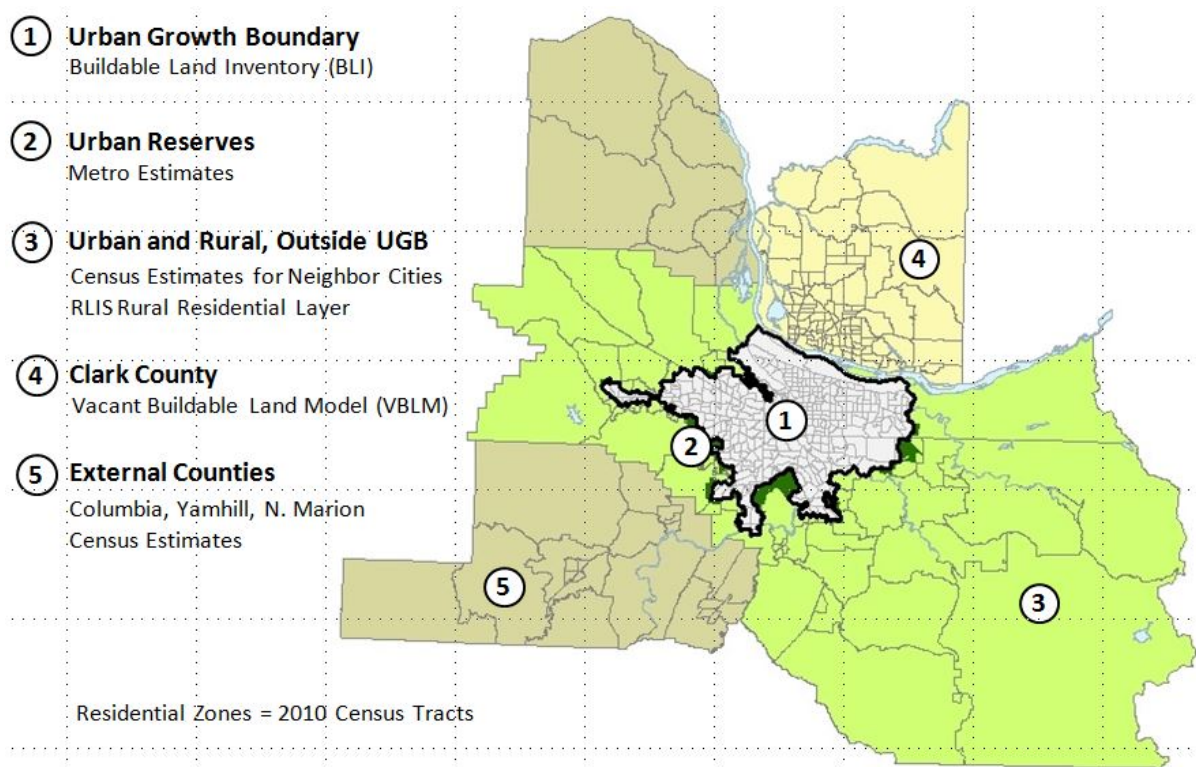 1 Urban Growth Boundary
Buildable Land Inventory (BLI)
2 Urban Reserves
Metro Estimates
3 Urban and Rural, Outside UGB
Census Estimates for Neighbor Cities
RLIS Rural Residential Layer
4 Clark County
Vacant Buildable Land Model (VBLM)
5 External Counties
Columbia, Yamhill, N. Marion
Census Estimates
4
1
2
5
3
Residential Zones = 2010 Census Tracts